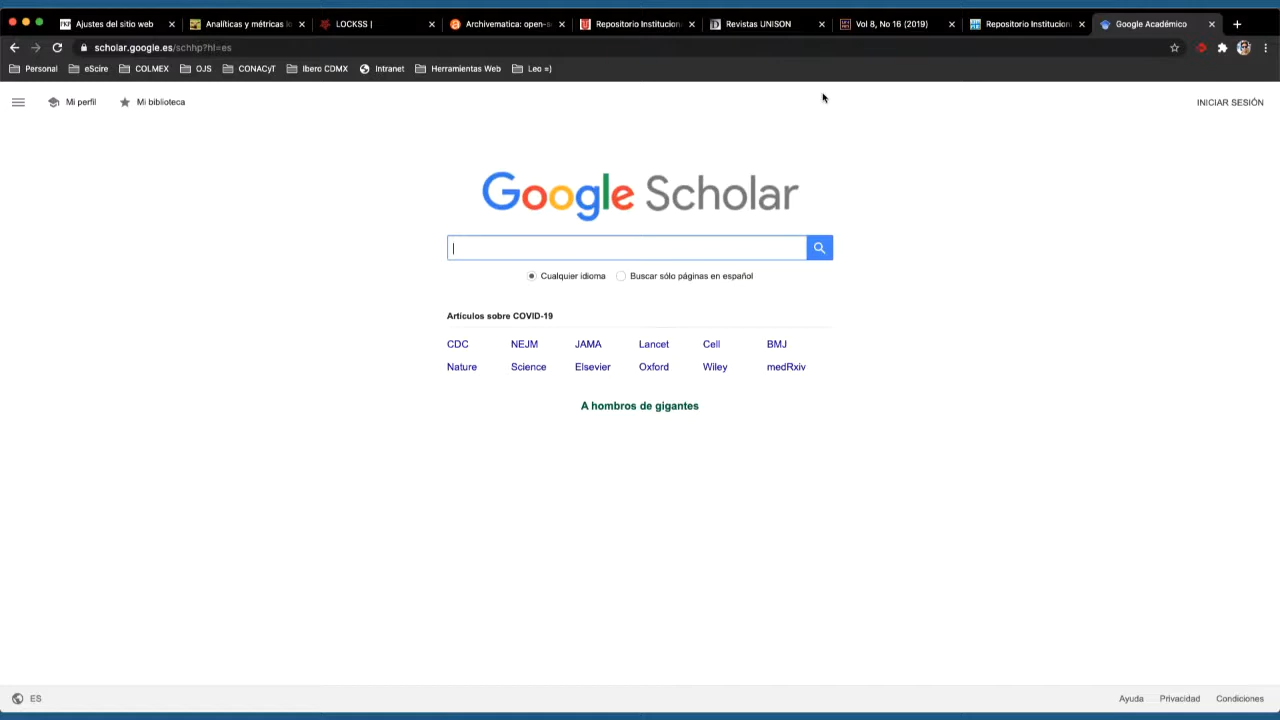 Ajustes del sitio web
Analíticas y métricas
LOCKSS |
Archivematica: open-s
Repositorio Institucion
Revistas UNISON
Vol 8, No 16 (2019)
Repositorio Institucion
Google Académico
scholar.google.es/schhp?hl=es
Personal eScire COLMEX OJS CONACyT Ibero CDMX Intranet Herramientas Web Leo =)
Mi perfil Mi biblioteca INICIAR SESIÓN
Google Scholar
Cualquier idioma Buscar sólo páginas en español
Artículos sobre COVID-19
CDC NEJM JAMA Lancet Cell BMJ
Nature Science Elsevier Oxford Wiley medRxiv
A hombros de gigantes
ES Ayuda Privacidad Condiciones